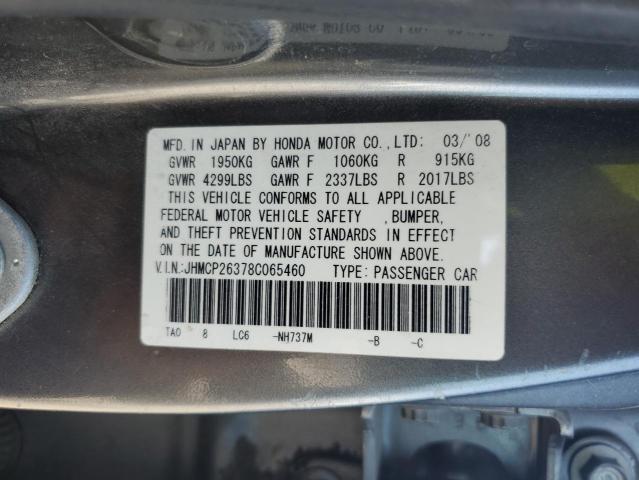 MFD. IN JAPAN BY HONDA MOTOR CO., LTD: 03/'08
GVWR 1950KG GAWR F 1060KG R 915KG
GVWR 4299LBS GAWR F 2337LBS R 2017LBS
THIS VEHICLE CONFORMS TO ALL APPLICABLE
FEDERAL MOTOR VEHICLE SAFETY , BUMPER,
AND THEFT PREVENTION STANDARDS IN EFFECT
ON THE DATE OF MANUFACTURE SHOWN ABOVE.
V.I.N.:JHMCP26378C065460 TYPE: PASSENGER CAR
TA0 8 LC6 -NH737M -B -C